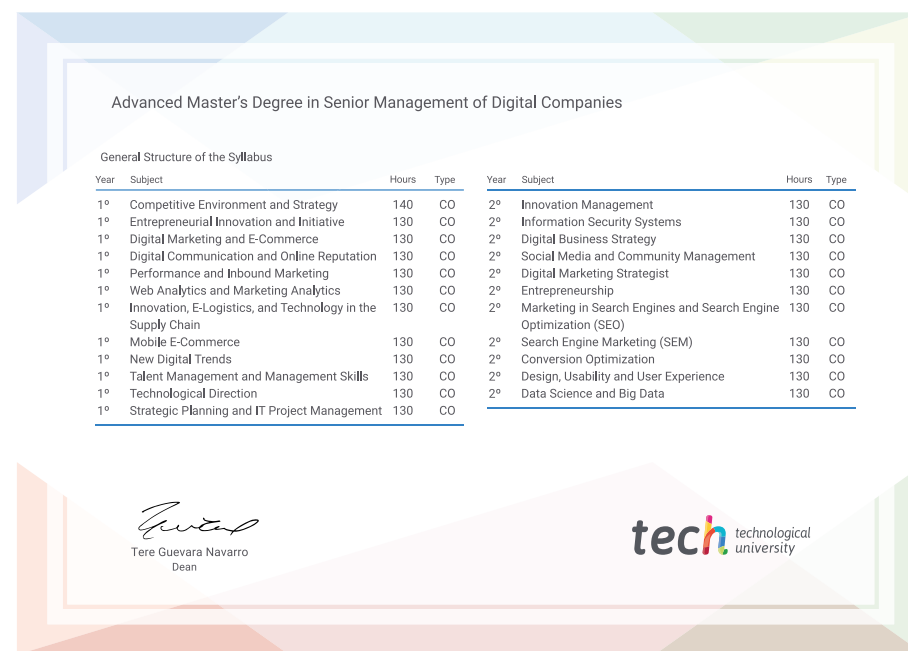 Advanced Master’s Degree in Senior Management of Digital Companies
General Structure of the Syllabus
Year Subject Hours Type
1º Competitive Environment and Strategy 140 CO
1º Entrepreneurial Innovation and Initiative 130 CO
1º Digital Marketing and E-Commerce 130 CO
1º Digital Communication and Online Reputation 130 CO
1º Performance and Inbound Marketing 130 CO
1º Web Analytics and Marketing Analytics 130 CO
1º Innovation, E-Logistics, and Technology in the 130 CO
Supply Chain
1º Mobile E-Commerce 130 CO
1º New Digital Trends 130 CO
1º Talent Management and Management Skills 130 CO
1º Technological Direction 130 CO
1º Strategic Planning and IT Project Management 130 CO
Year Subject Hours Type
2º Innovation Management 130 CO
2º Information Security Systems 130 CO
2º Digital Business Strategy 130 CO
2º Social Media and Community Management 130 CO
2º Digital Marketing Strategist 130 CO
2º Entrepreneurship 130 CO
2º Marketing in Search Engines and Search Engine 130 CO
Optimization (SEO)
2º Search Engine Marketing (SEM) 130 CO
2º Conversion Optimization 130 CO
2º Design, Usability and User Experience 130 CO
2º Data Science and Big Data 130 CO
Tere Guevara Navarro
Dean
tech technological
university